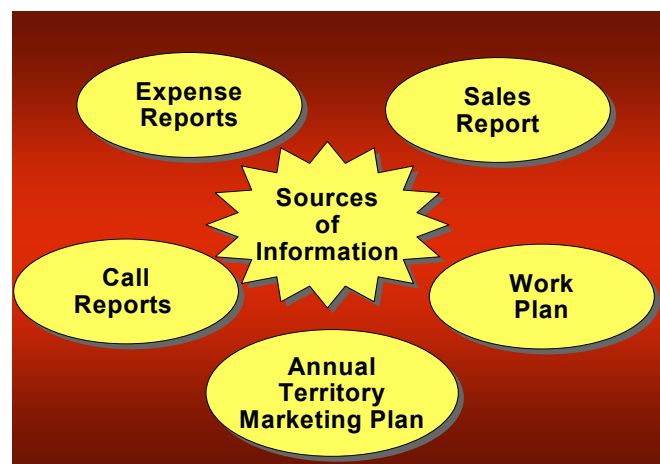 Expense
Reports
Sales
Report
Sources
of
Information
Call
Reports
Work
Plan
Annual
Territory
Marketing Plan